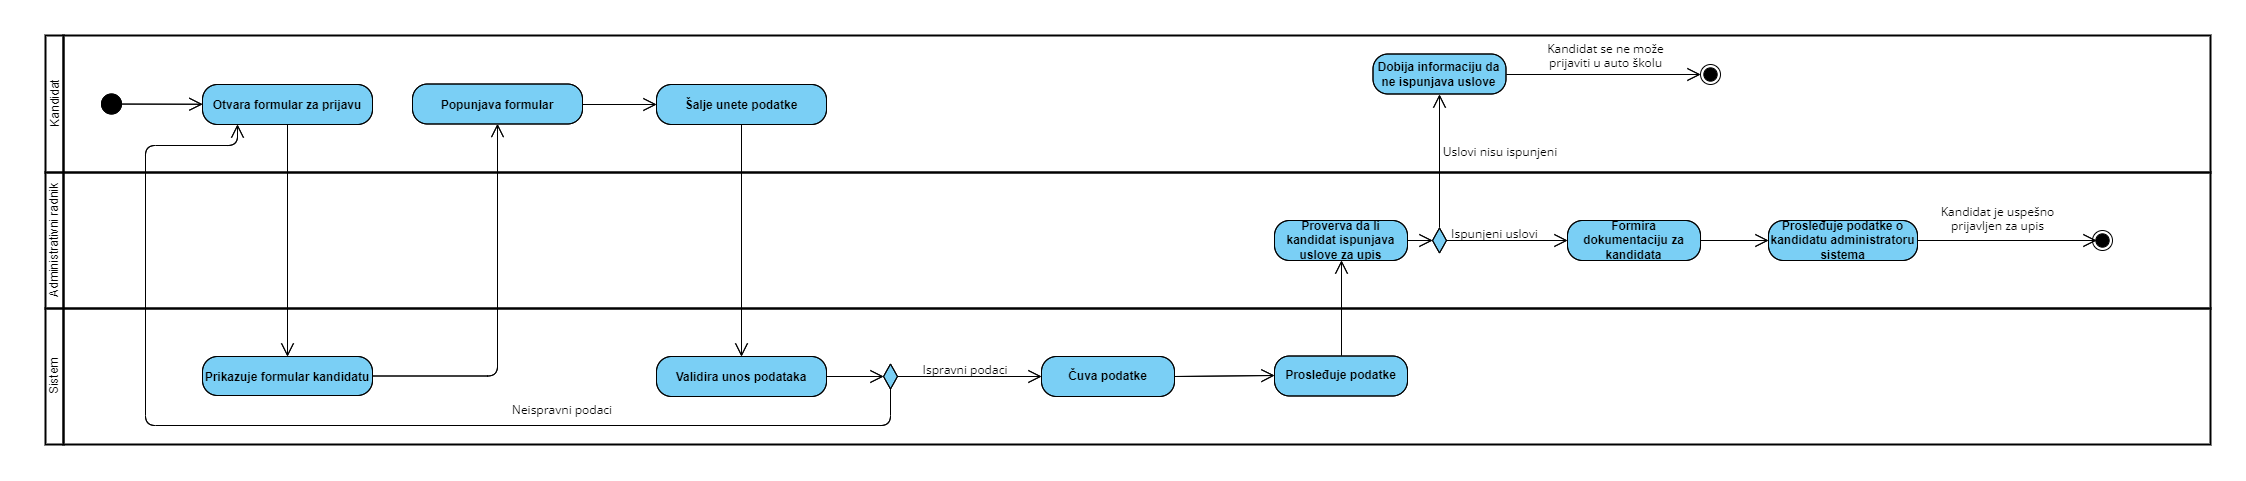 Kandidat
Otvara formular za prijavu
Popunjava formular
Šalje unete podatke
Dobija informaciju da
ne ispunjava uslove
Kandidat se ne može
prijaviti u auto školu
Uslovi nisu ispunjeni
Administrativni radnik
Proverva da li
kandidat ispunjava
uslove za upis
Ispunjeni uslovi
Formira
dokumentaciju za
kandidata
Prosleđuje podatke o
kandidatu administratoru
sistema
Kandidat je uspešno
prijavljen za upis
Sistem
Prikazuje formular kandidatu
Validira unos podataka
Ispravni podaci
Čuva podatke
Prosleđuje podatke
Neispravni podaci